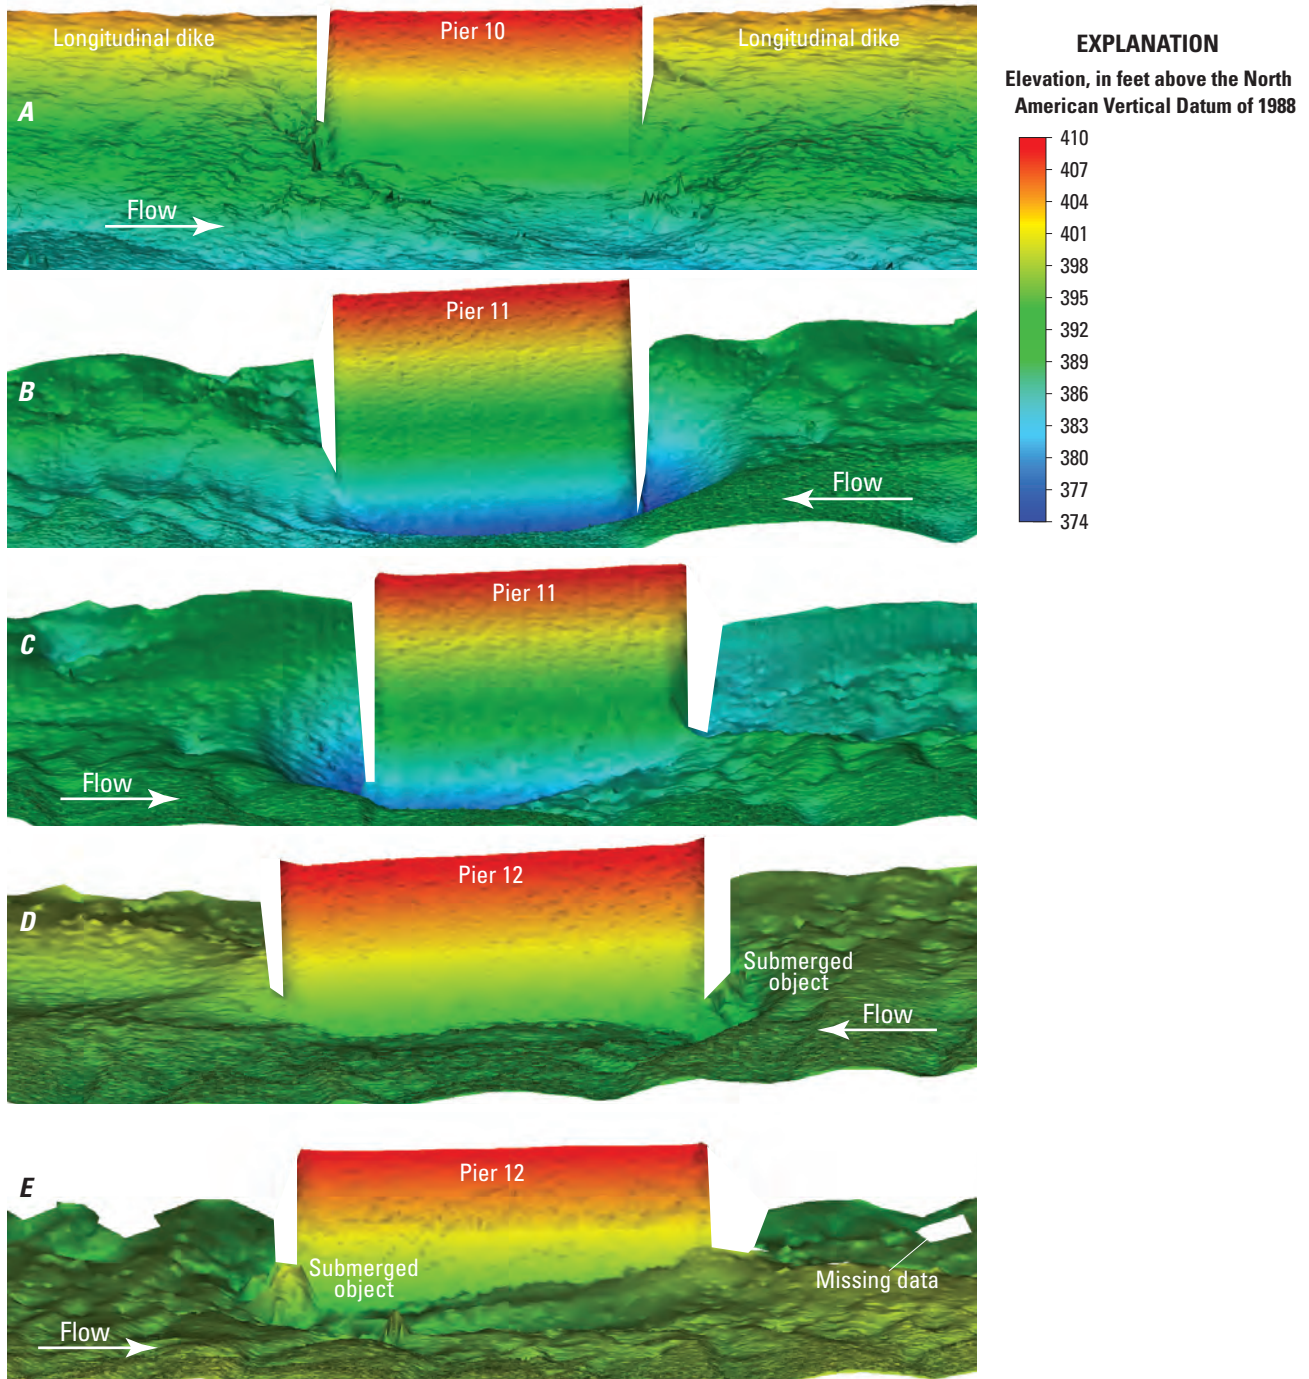 Longitudinal dike
Pier 10
Longitudinal dike
A
Flow
Pier 11
B
Flow
Pier 11
C
Flow
Pier 12
D
Submerged
object
Flow
Pier 12
E
Submerged
object
Missing data
Flow
EXPLANATION
Elevation, in feet above the North
American Vertical Datum of 1988
410
407
404
401
398
395
392
389
386
383
380
377
374